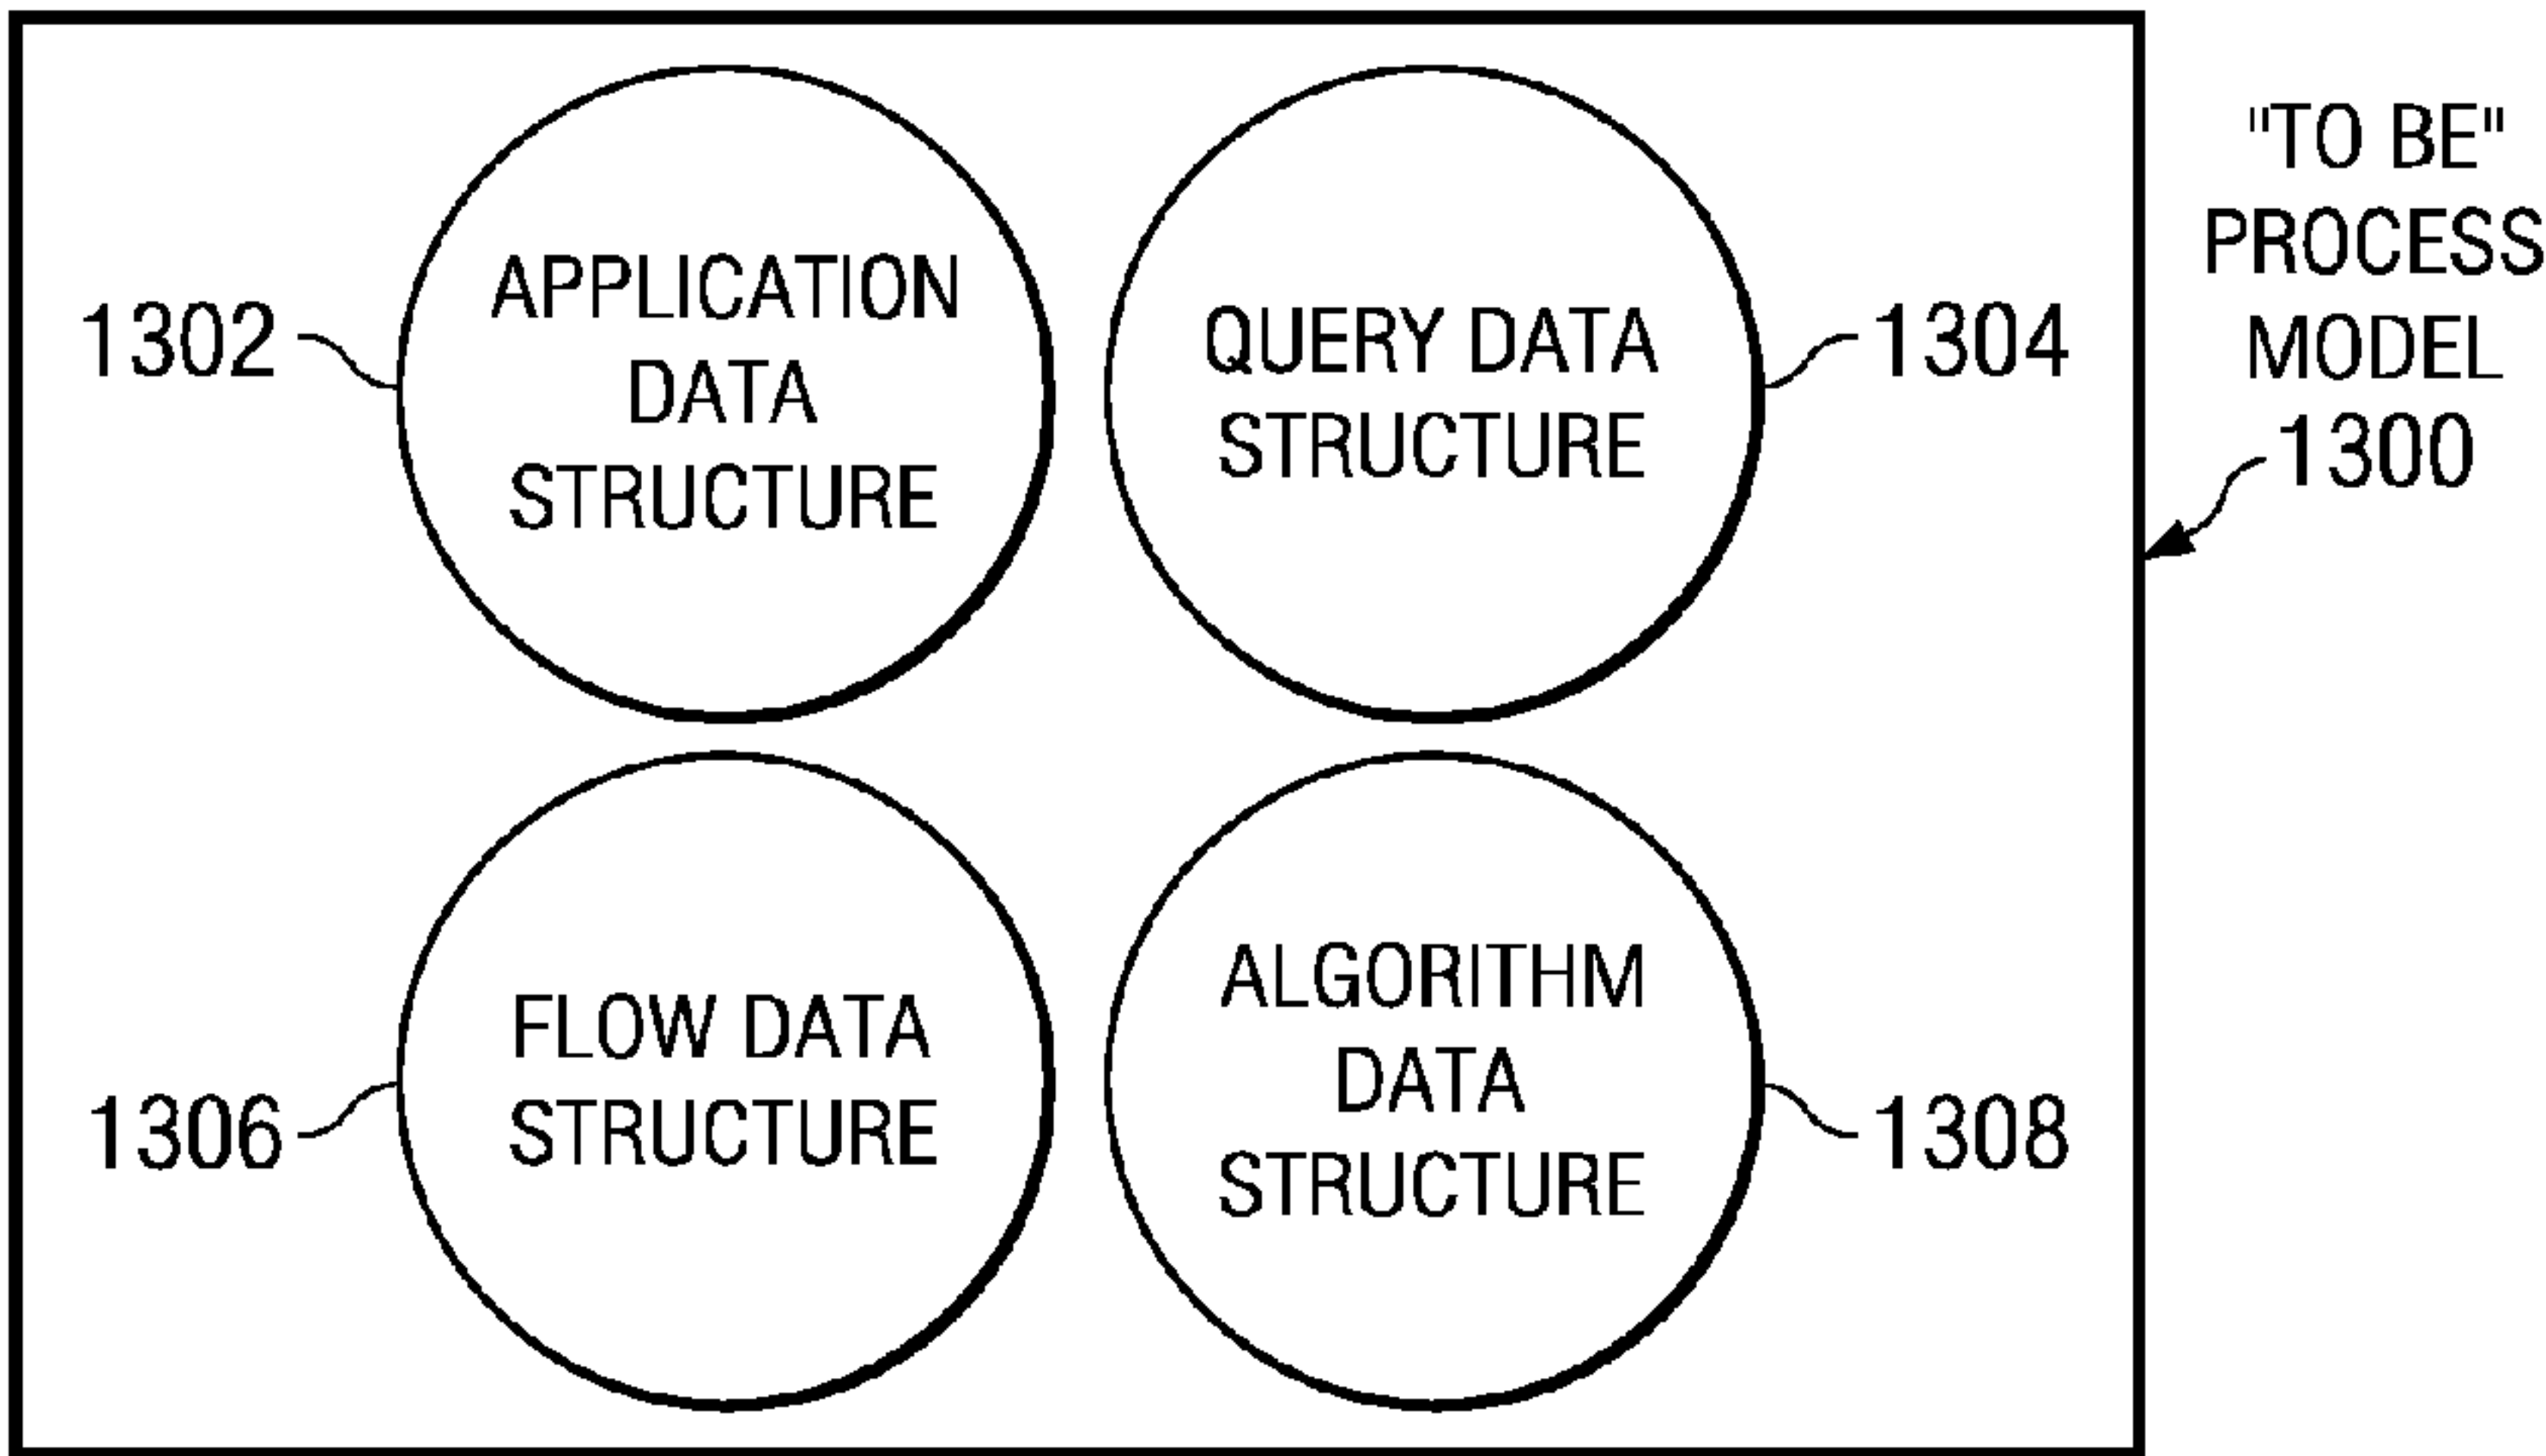 1302
APPLICATION
DATA
STRUCTURE
QUERY DATA
STRUCTURE
1304
"TO BE"
PROCESS
MODEL
1300
1306
FLOW DATA
STRUCTURE
ALGORITHM
DATA
STRUCTURE
1308